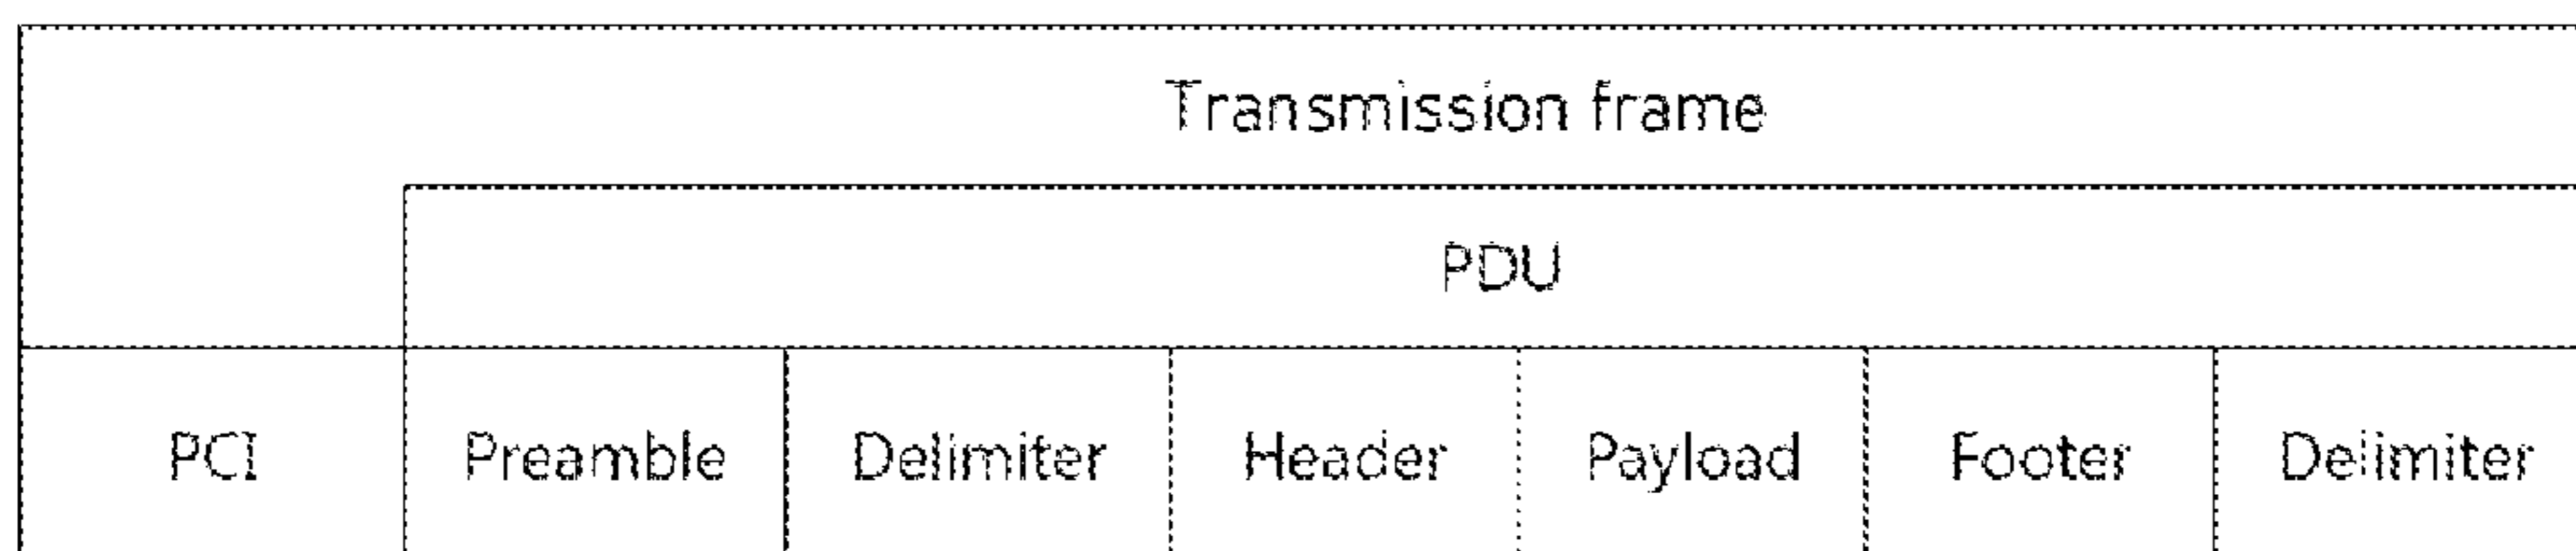 Transmission frame
PDU
PCI Preamble Delimiter Header Payload Footer Delimiter